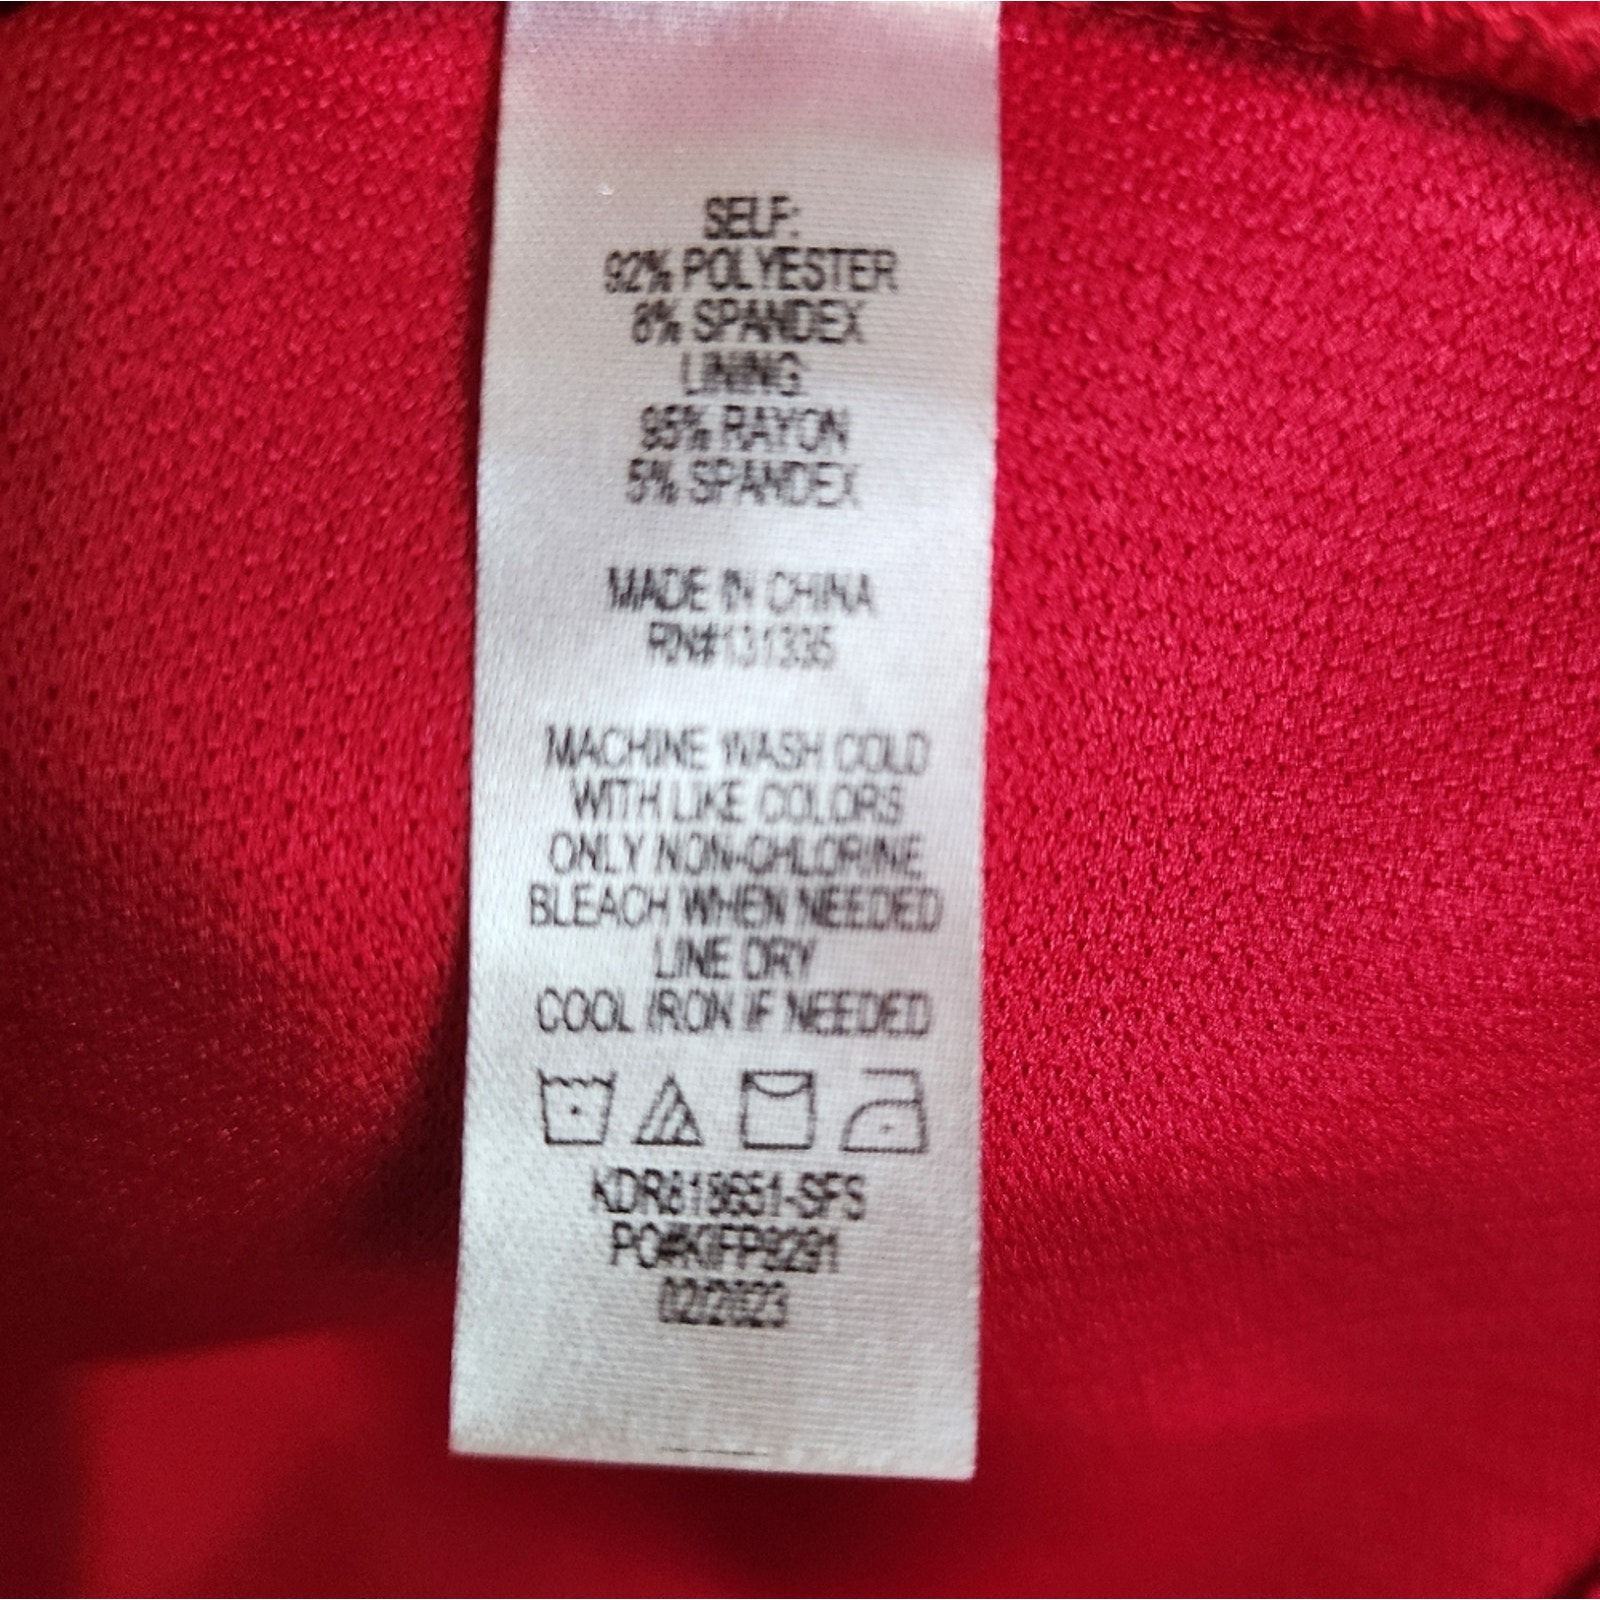 SELF:
92% POLYESTER
8% SPANDEX
LINING:
95% RAYON
5% SPANDEX
MADE IN CHINA
RN#131335
MACHINE WASH COLD
WITH LIKE COLORS
ONLY NON-CHLORINE
BLEACH WHEN NEEDED
LINE DRY
COOL IRON IF NEEDED
KDR818651-SFS
PO#KIFP9291
02/2023